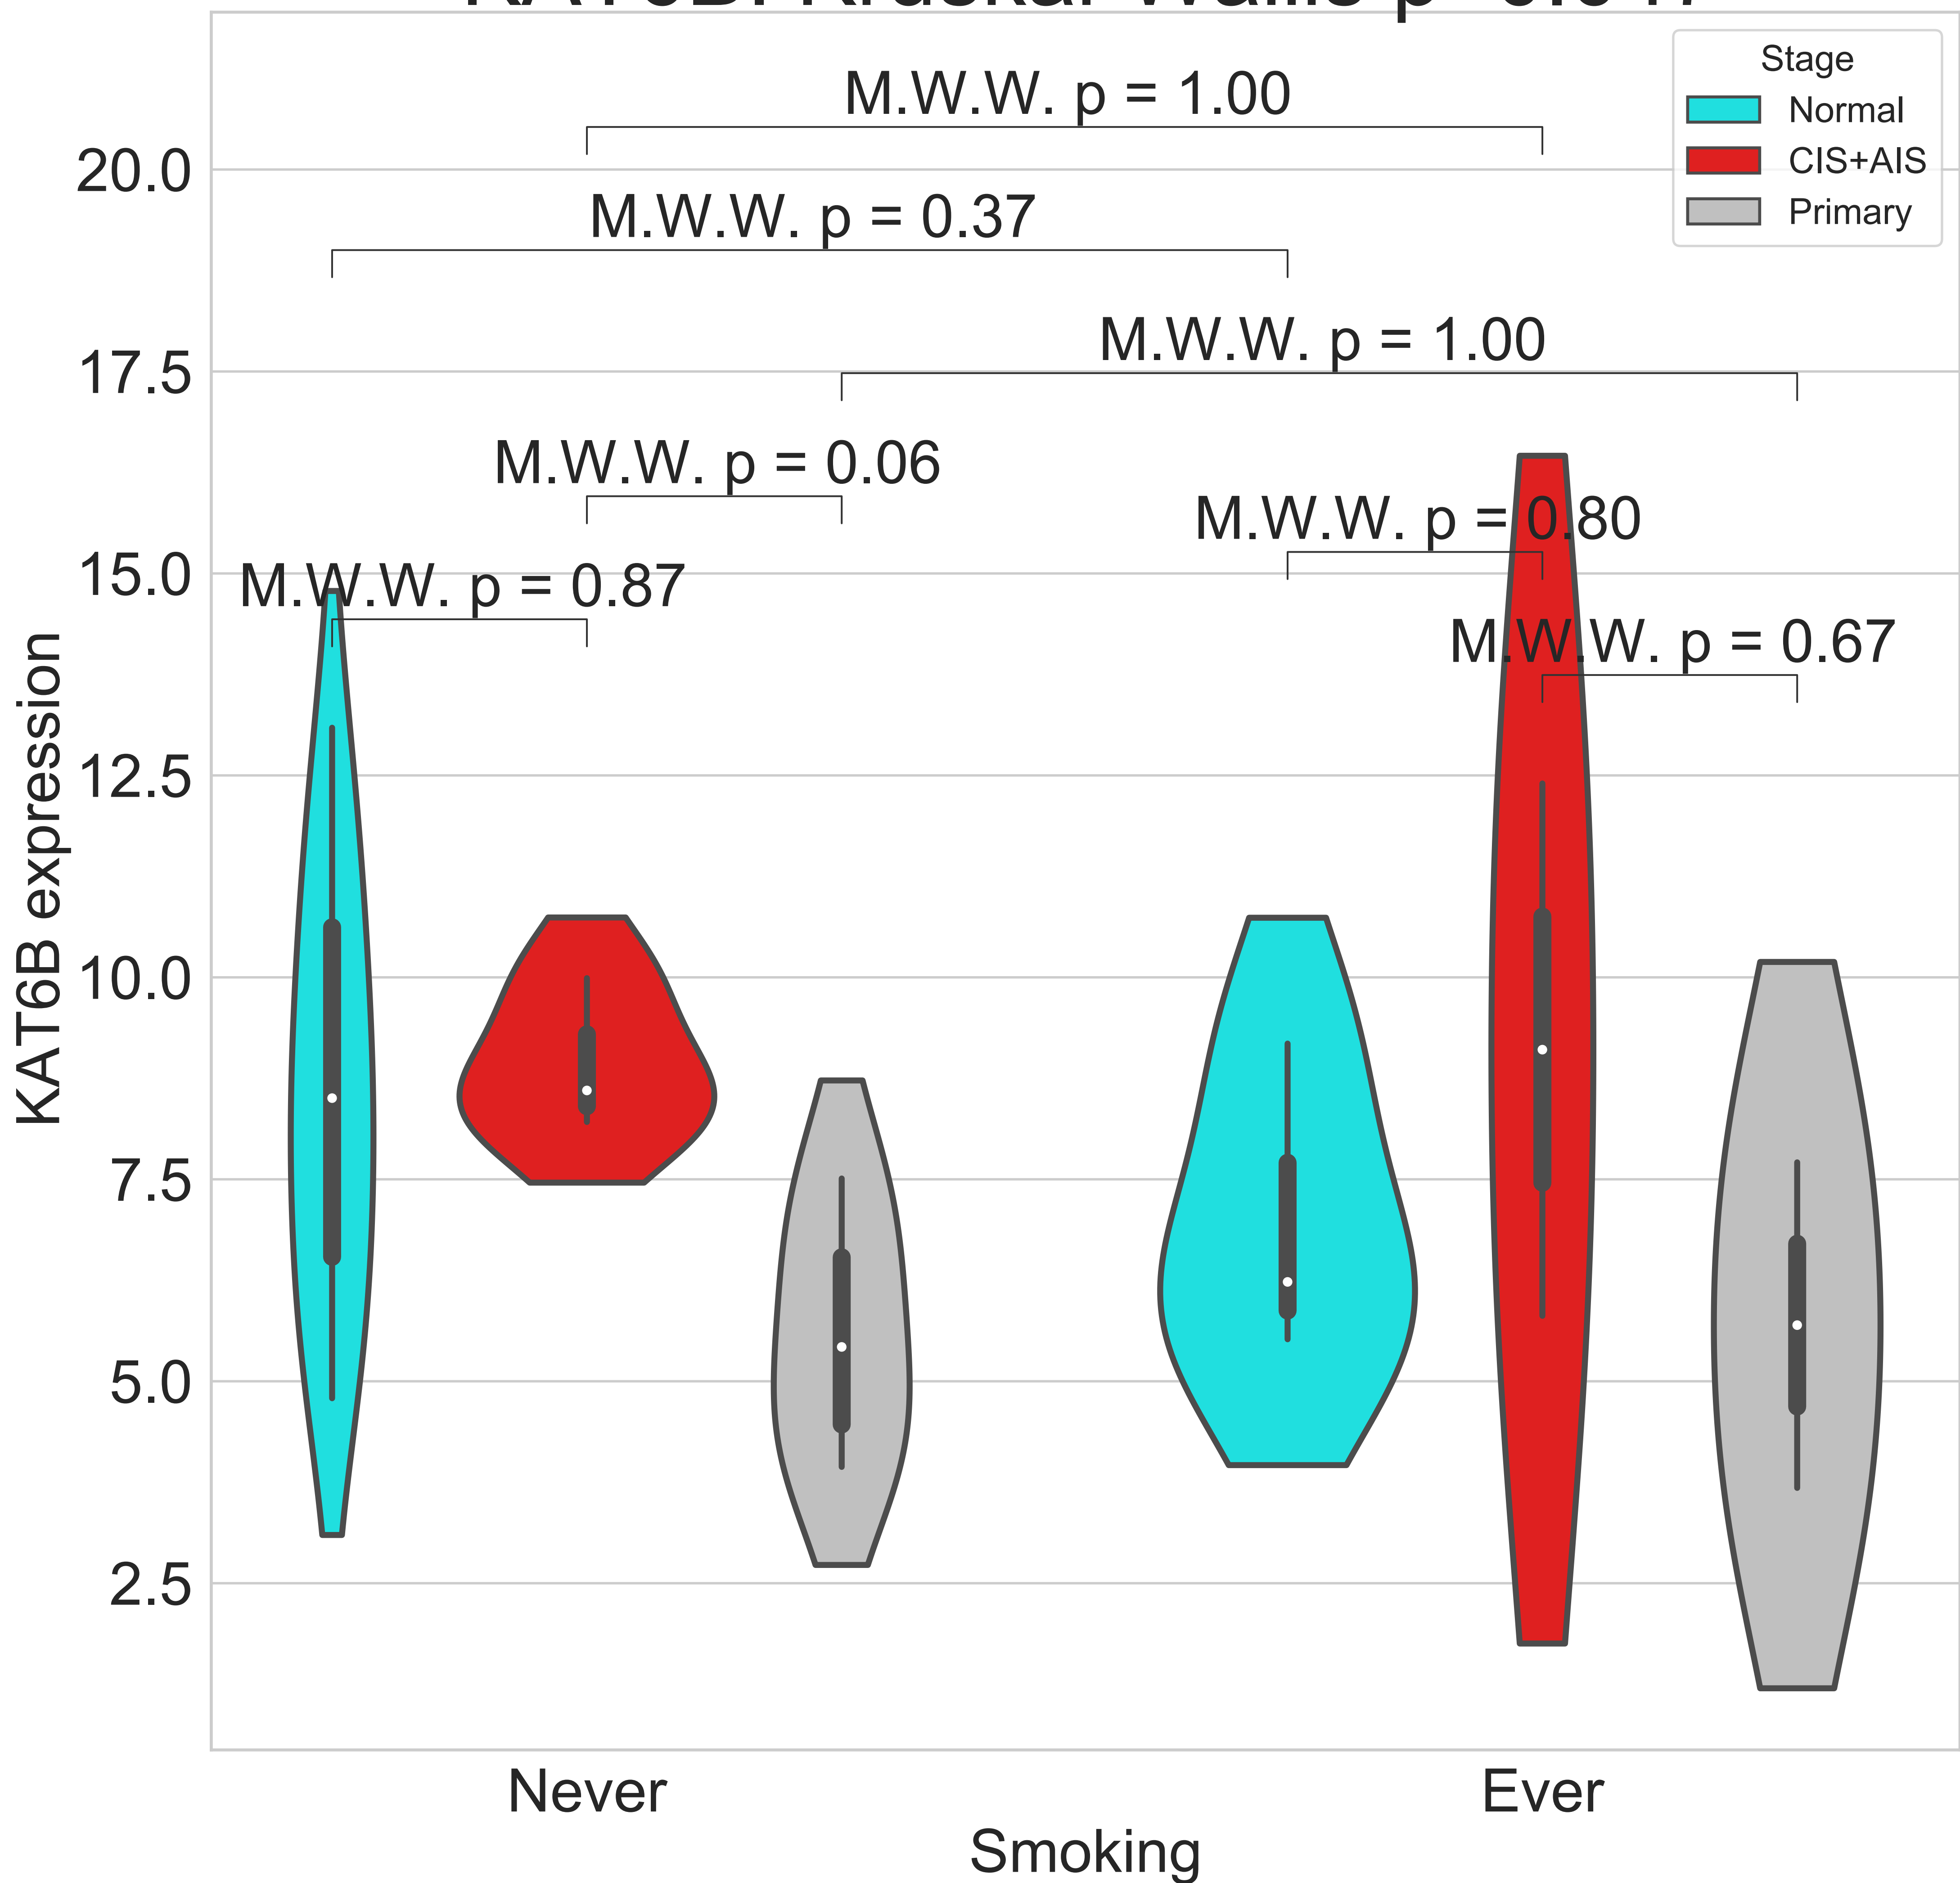 Stage
Normal
CIS+AIS
Primary
M.W.W. p = 1.00
M.W.W. p = 0.37
M.W.W. p = 1.00
M.W.W. p = 0.06
M.W.W. p = 0.80
M.W.W. p = 0.87
M.W.W. p = 0.67
20.0
17.5
15.0
12.5
10.0
7.5
5.0
2.5
KAT6B expression
Never
Ever
Smoking